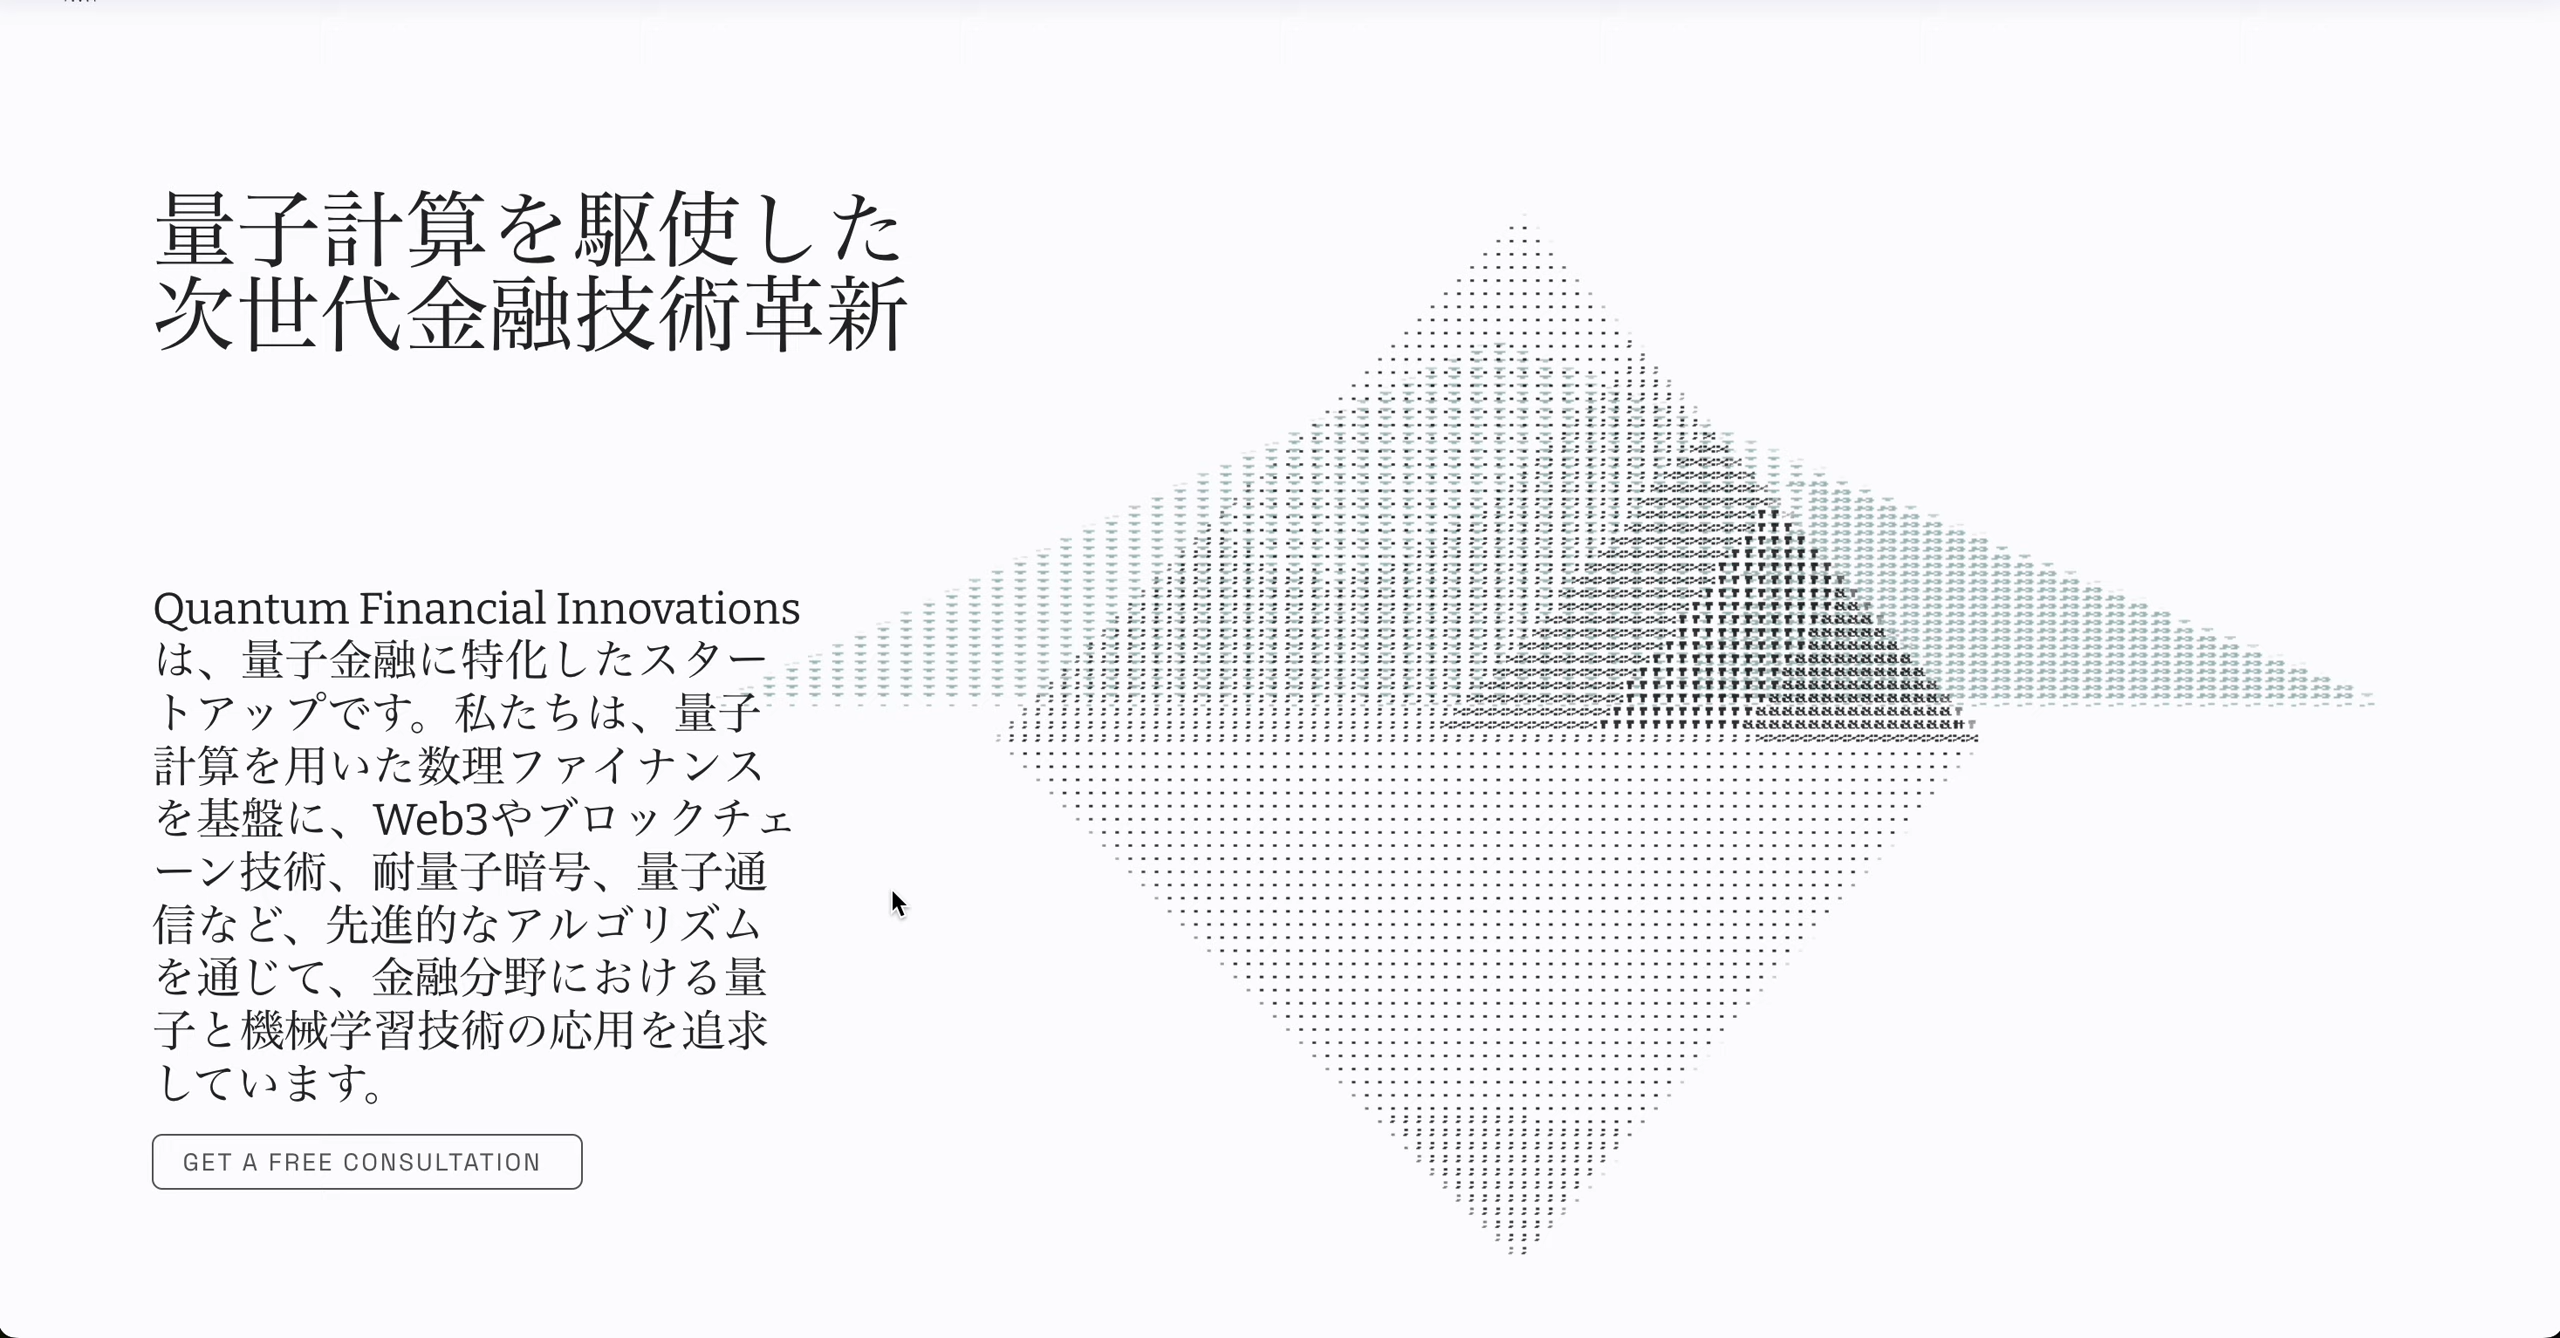 量子計算を駆使した
次世代金融技術革新
Quantum Financial Innovations
は、量子金融に特化したスター
トアップです。私たちは、量子
計算を用いた数理ファイナンス
を基盤に、Web3やブロックチェ
ーン技術、耐量子暗号、量子通
信など、先進的なアルゴリズム
を通じて、金融分野における量
子と機械学習技術の応用を追求
しています。
GET A FREE CONSULTATION